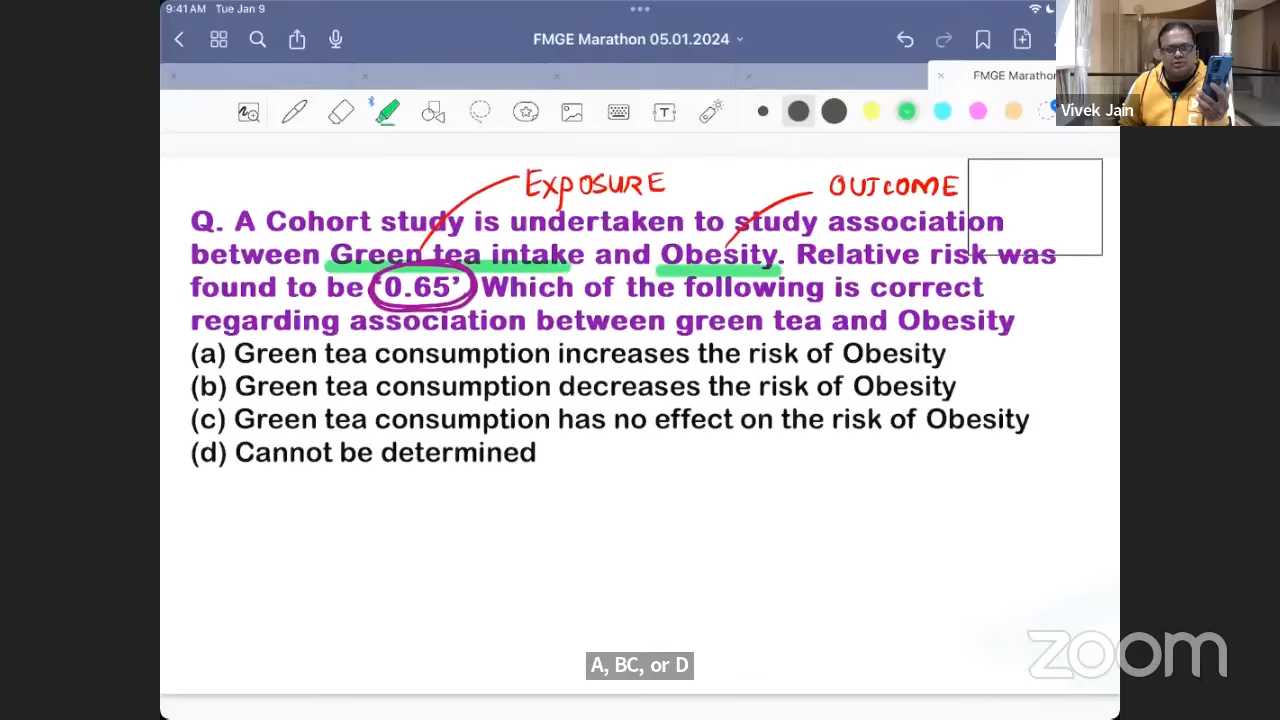 9:41 AM Tue Jan 9
FMGE Marathon 05.01.2024
FMGE Marathon
Vivek Jain
EXPOSURE
OUTCOME
Q. A Cohort study is undertaken to study association
between Green tea intake and Obesity. Relative risk was
found to be ‘0.65’. Which of the following is correct
regarding association between green tea and Obesity
(a) Green tea consumption increases the risk of Obesity
(b) Green tea consumption decreases the risk of Obesity
(c) Green tea consumption has no effect on the risk of Obesity
(d) Cannot be determined
A, BC, or D
zoom